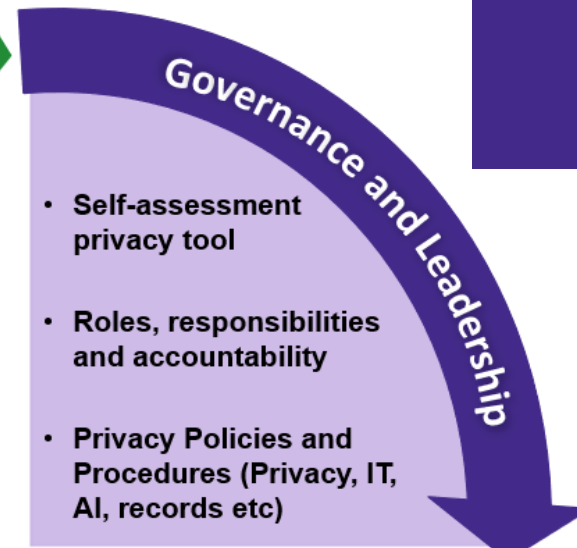 Governance and Leadership
• Self-assessment
privacy tool
• Roles, responsibilities
and accountability
• Privacy Policies and
Procedures (Privacy, IT,
AI, records etc)